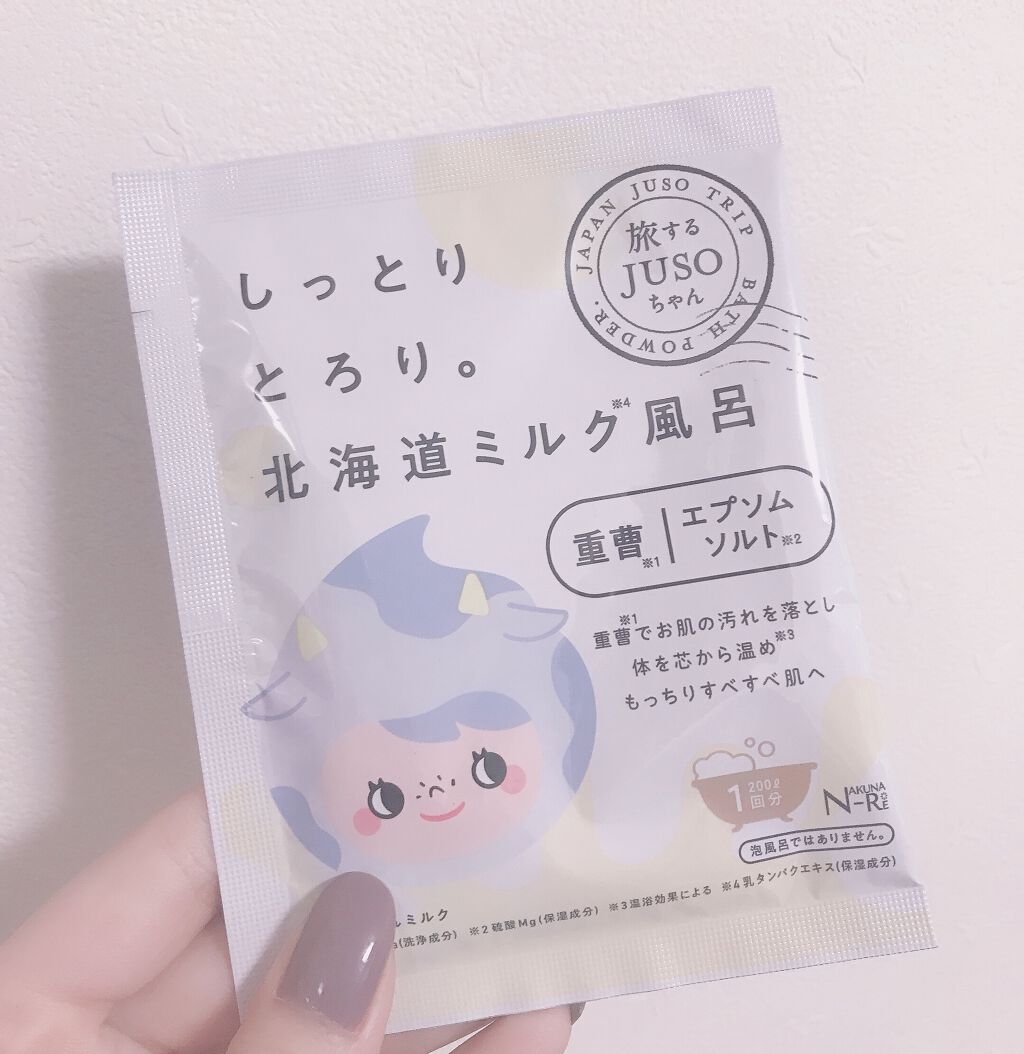 しっとり
とろり。
北海道ミルク※4風呂
JAPAN JUSO TRIP
BATH POWDER.
旅する
JUSO
ちゃん
重曹※1
エプソム
ソルト※2
重曹※1でお肌の汚れを落とし
体を芯から温め※3
もっちりすべすべ肌へ
200ℓ
1回分
NAKUNA-RE
泡風呂ではありません。
ミルク
(洗浄成分) ※2硫酸Mg(保湿成分) ※3温浴効果による ※4乳タンパクエキス(保湿成分)